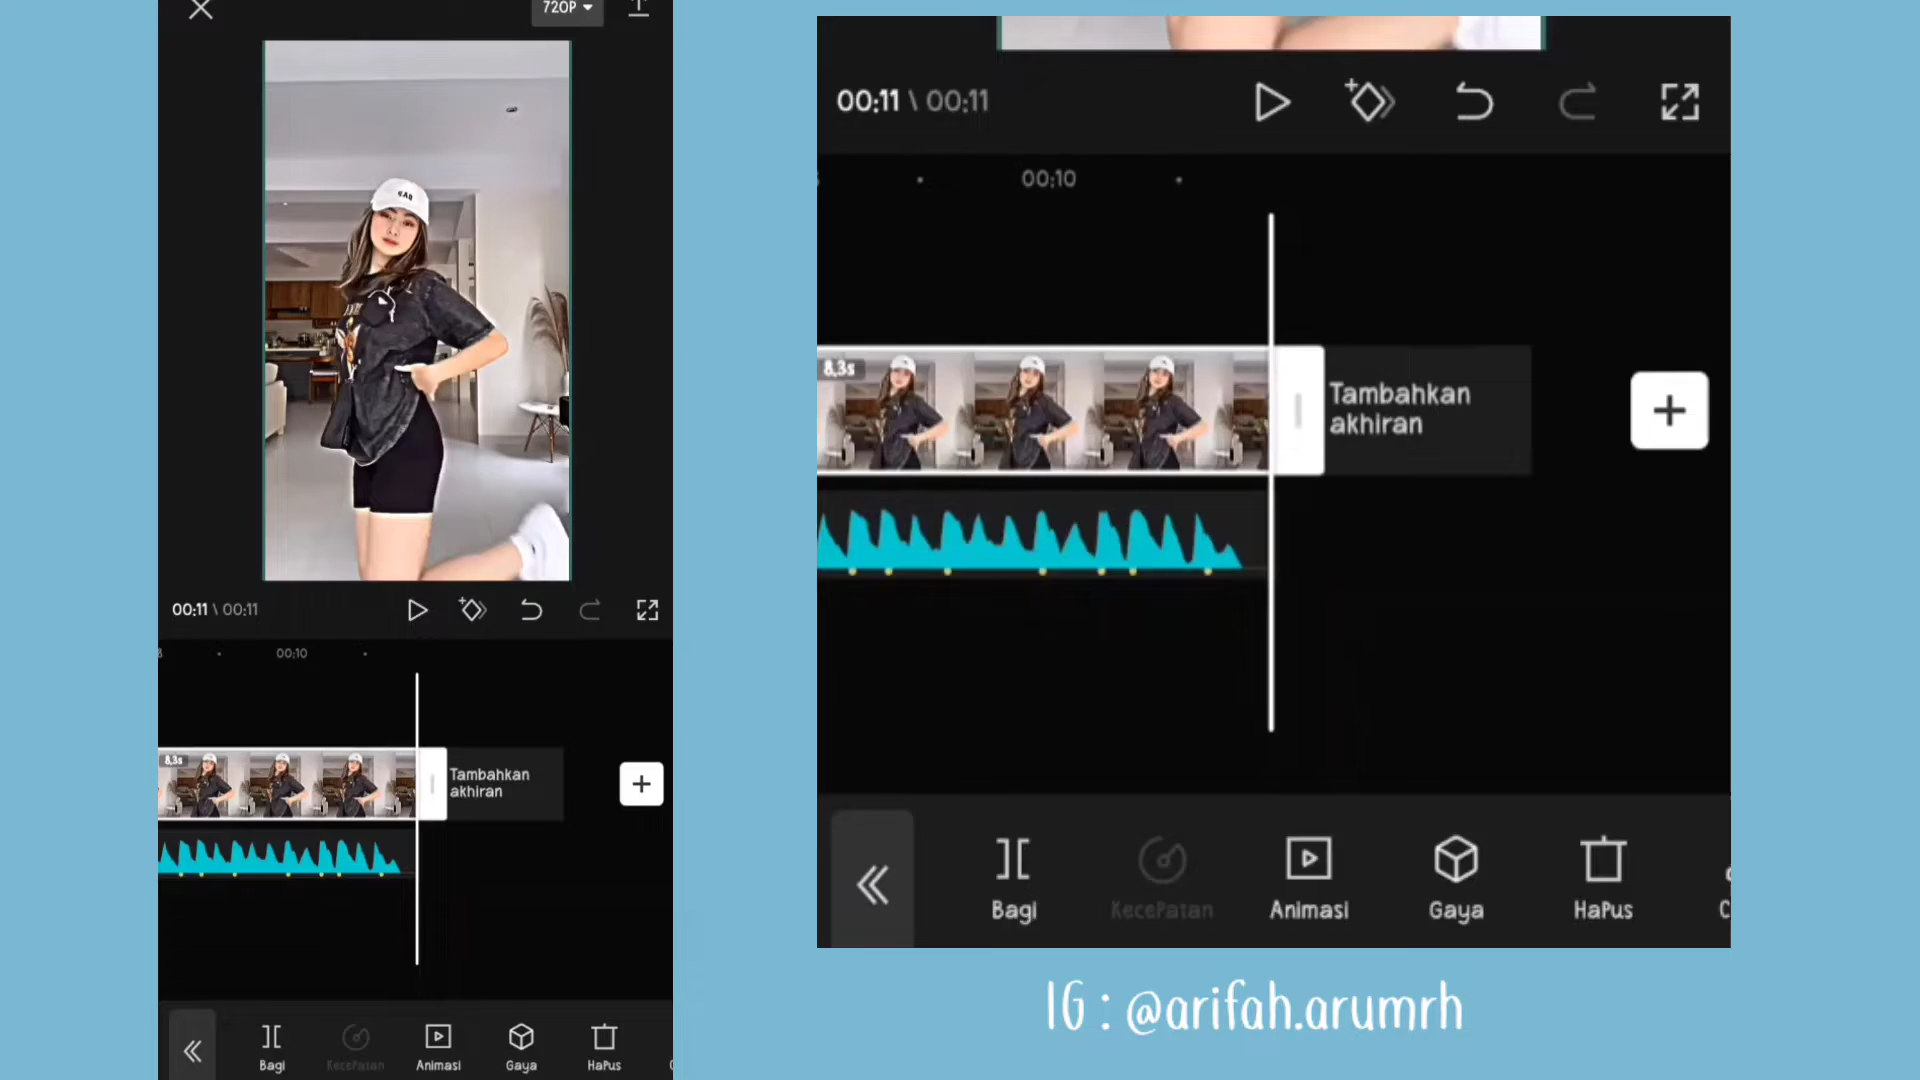 720P
00:11 \ 00:11
00:10
8,3s
Tambahkan
akhiran
Bagi
KecePatan
Animasi
Gaya
HaPus
00:11 \ 00:11
00:10
8,3s
Tambahkan
akhiran
Bagi
KecePatan
Animasi
Gaya
HaPus
IG : @arifah.arumrh